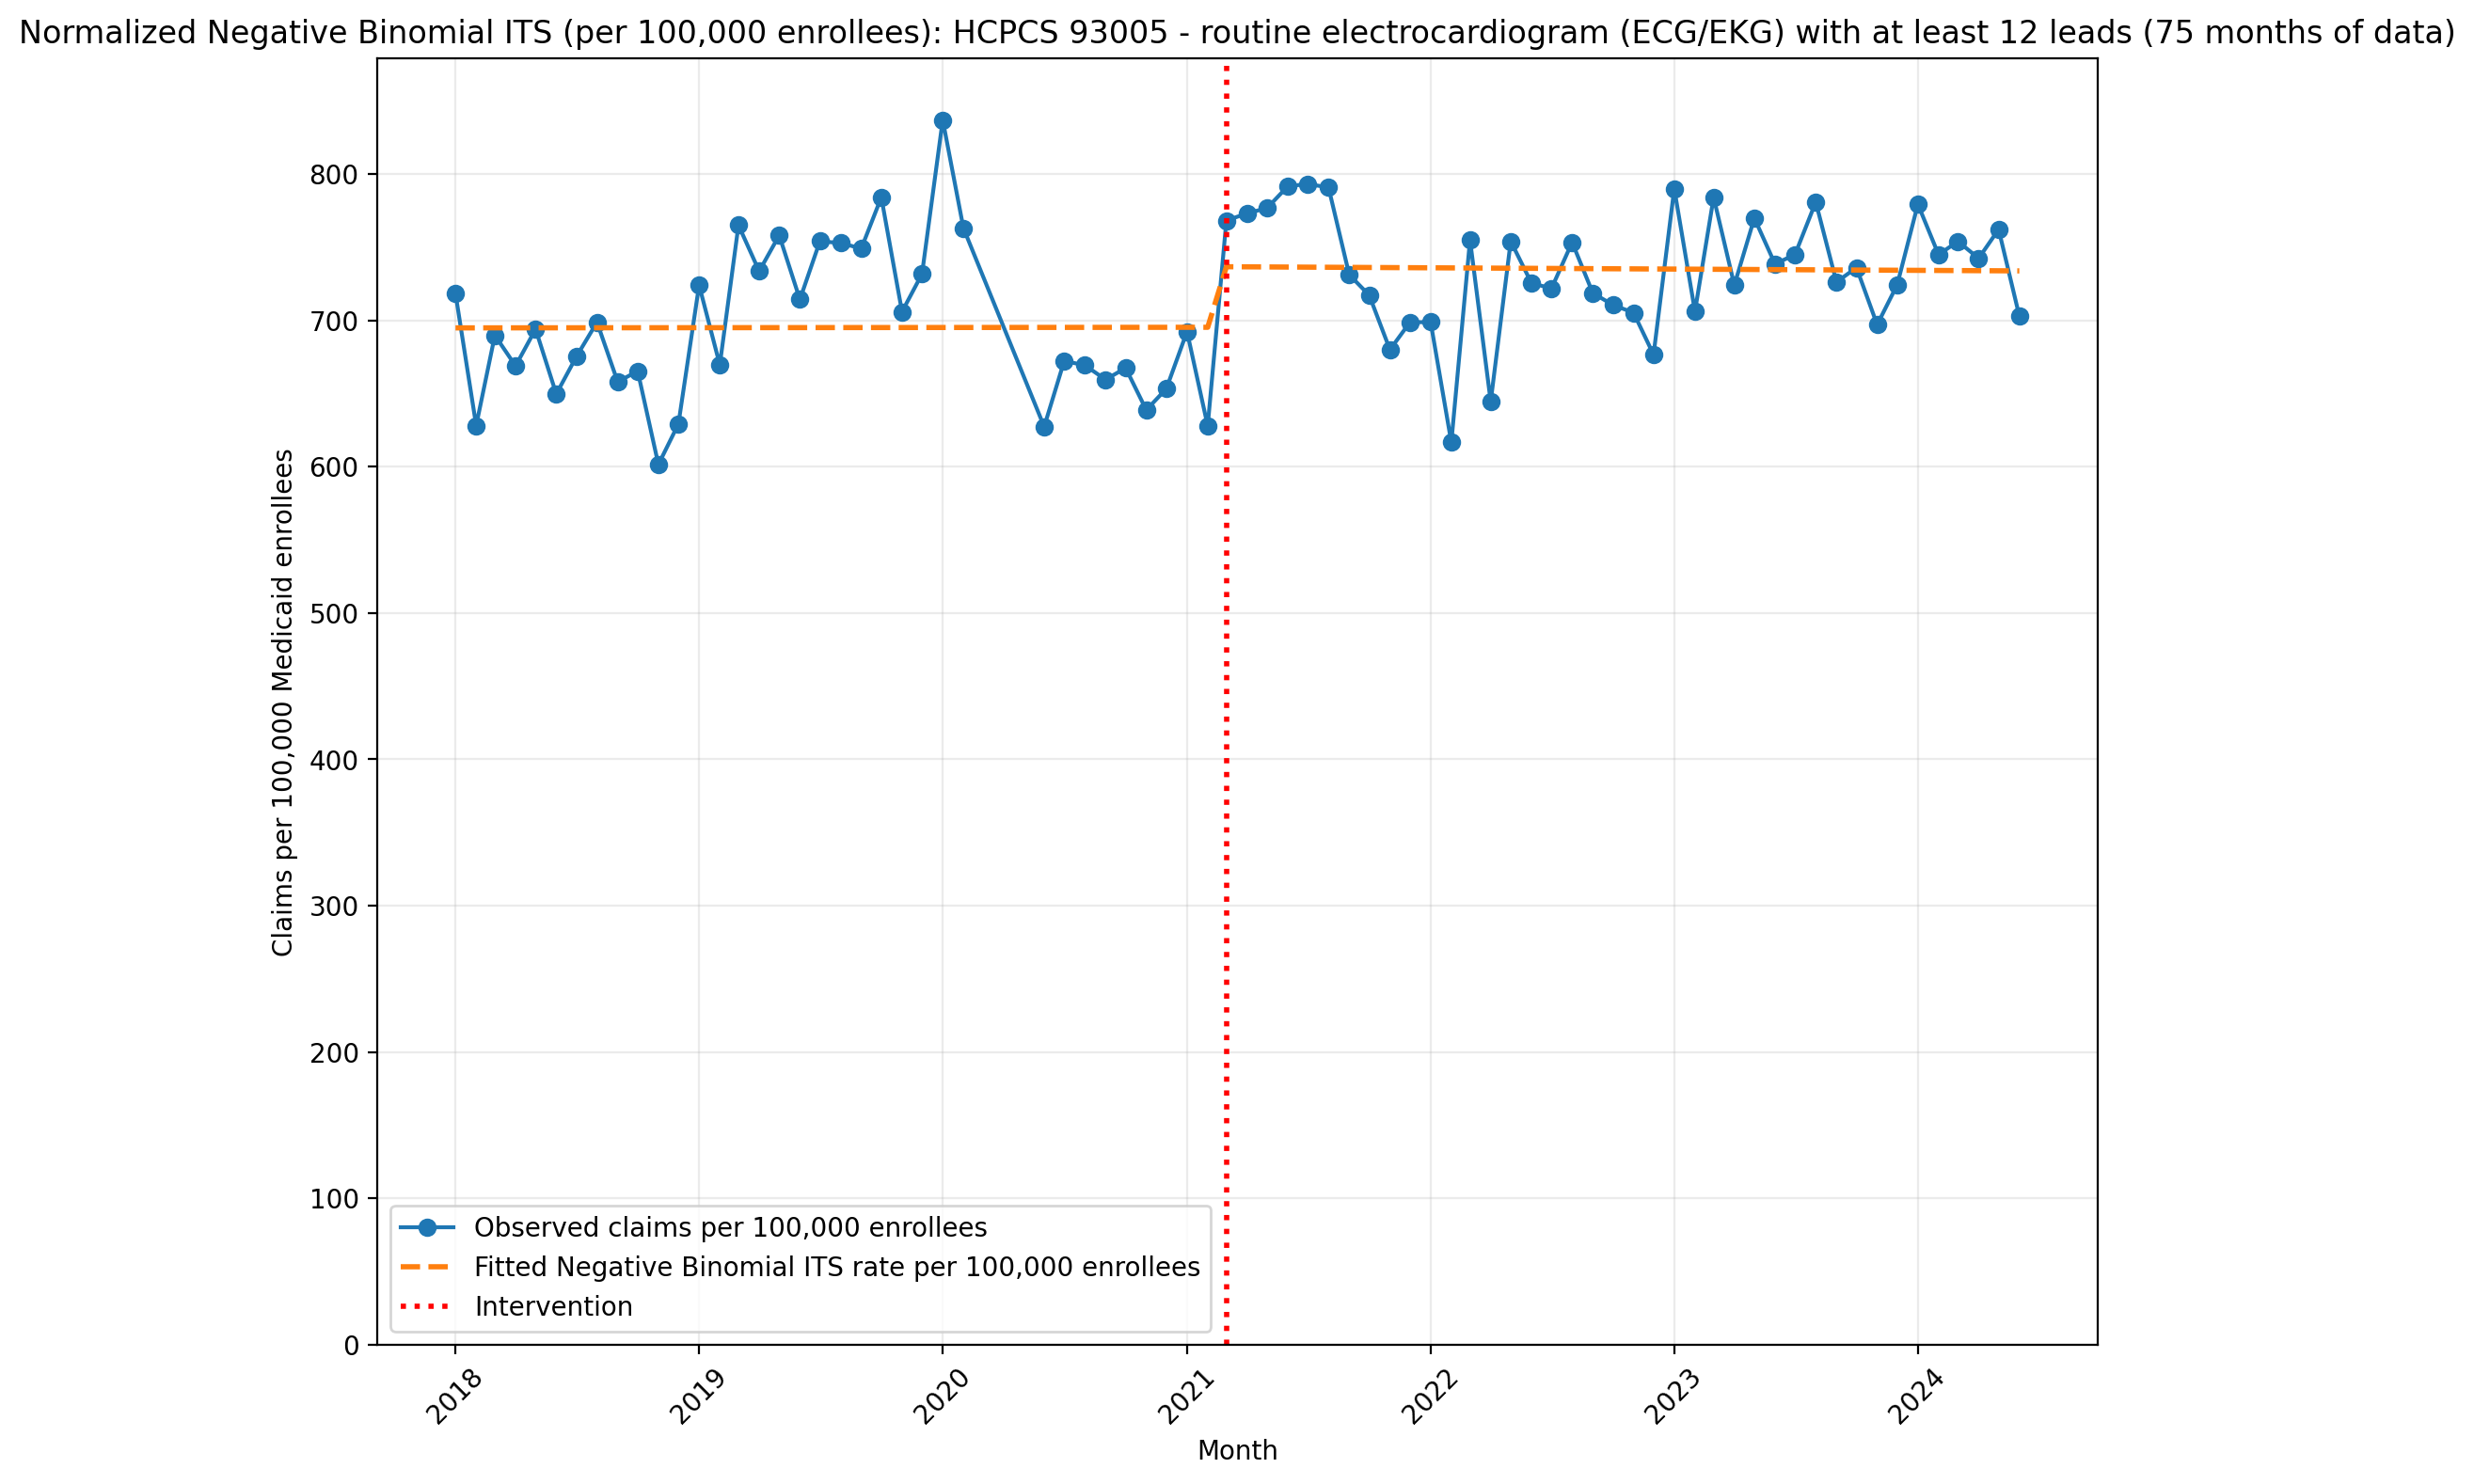 Normalized Negative Binomial ITS (per 100,000 enrollees): HCPCS 93005 - routine electrocardiogram (ECG/EKG) with at least 12 leads (75 months of data)
Claims per 100,000 Medicaid enrollees
800
700
600
500
400
300
200
100
0
Observed claims per 100,000 enrollees
Fitted Negative Binomial ITS rate per 100,000 enrollees
Intervention
2018
2019
2020
2021
2022
2023
2024
Month